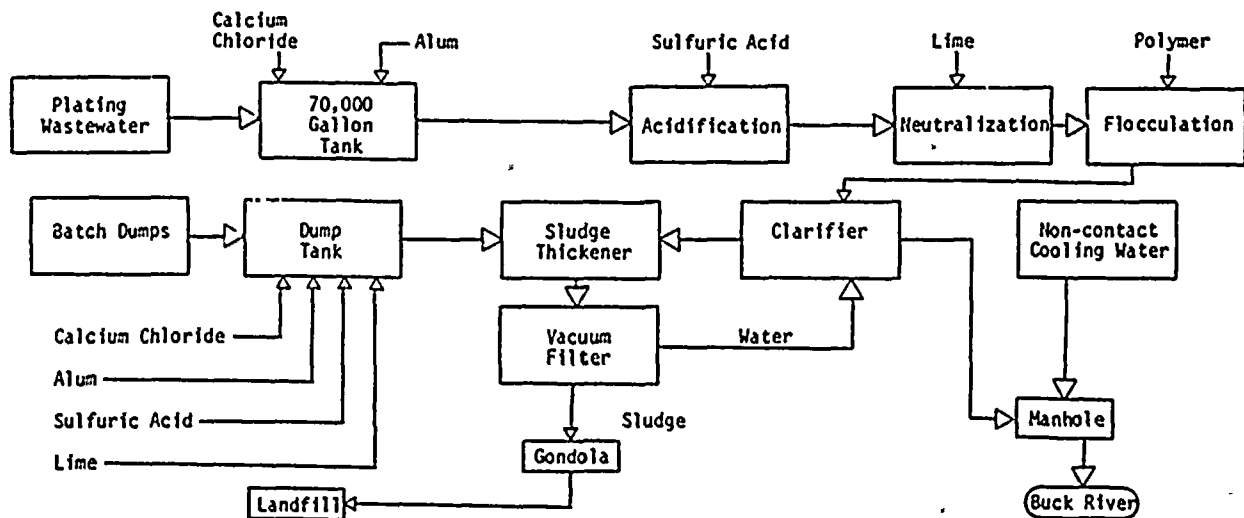 Calcium
Chloride
Alum
Sulfuric Acid
Lime
Polymer
Plating
Wastewater
70,000
Gallon
Tank
Acidification
Neutralization
Flocculation
Batch Dumps
Dump
Tank
Sludge
Thickener
Clarifier
Non-contact
Cooling Water
Calcium Chloride
Alum
Sulfuric Acid
Lime
Vacuum
Filter
Water
Sludge
Gondola
Landfill
Manhole
Buck River